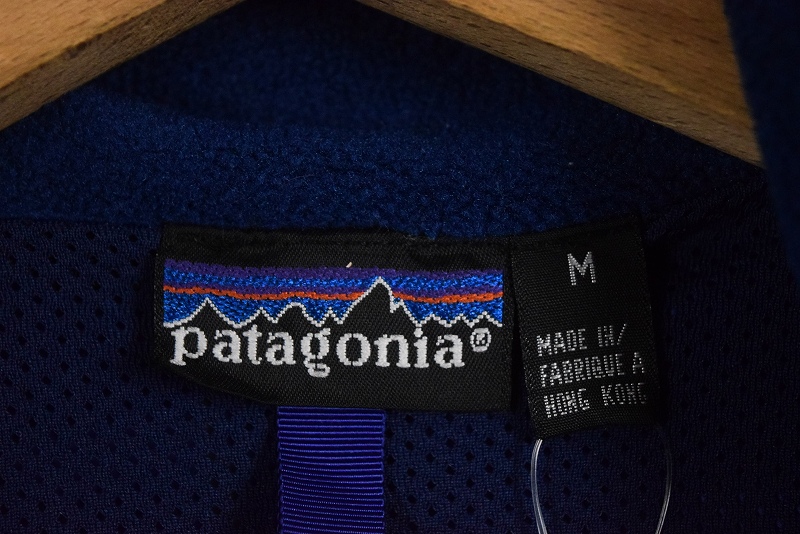 patagonia®
M
MADE IN/
FABRIQUE A
HONG KONG